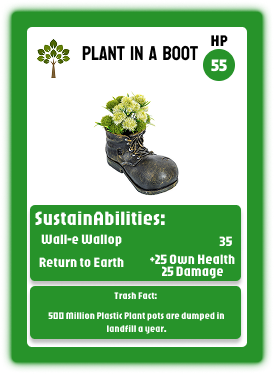 PLANT IN A BOOT
HP
55
SustainAbilities:
Wall-e Wallop 35
Return to Earth +25 Own Health
25 Damage
Trash Fact:
500 Million Plastic Plant pots are dumped in
landfill a year.